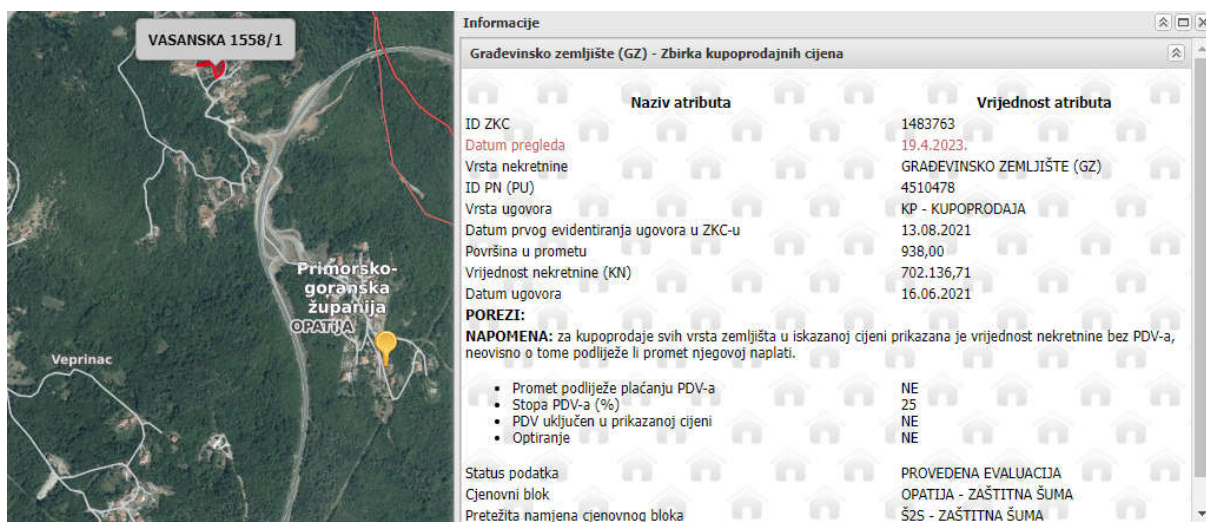 VASANSKA 1558/1
Primorsko-
goranska
županija
OPATIJA
Veprinac
Informacije
Građevinsko zemljište (GZ) - Zbirka kupoprodajnih cijena
Naziv atributa Vrijednost atributa
ID ZKC 1483763
Datum pregleda 19.4.2023.
Vrsta nekretnine GRAĐEVINSKO ZEMLJIŠTE (GZ)
ID PN (PU) 4510478
Vrsta ugovora KP - KUPOPRODAJA
Datum prvog evidentiranja ugovora u ZKC-u 13.08.2021
Površina u prometu 938,00
Vrijednost nekretnine (KN) 702.136,71
Datum ugovora 16.06.2021
POREZI:
NAPOMENA: za kupoprodaje svih vrsta zemljišta u iskazanoj cijeni prikazana je vrijednost nekretnine bez PDV-a,
neovisno o tome podliježe li promet njegovoj naplati.
• Promet podliježe plaćanju PDV-a NE
• Stopa PDV-a (%) 25
• PDV uključen u prikazanoj cijeni NE
• Optiranje NE
Status podatka PROVEDENA EVALUACIJA
Cjenovni blok OPATIJA - ZAŠTITNA ŠUMA
Pretežita namjena cjenovnog bloka Š2S - ZAŠTITNA ŠUMA